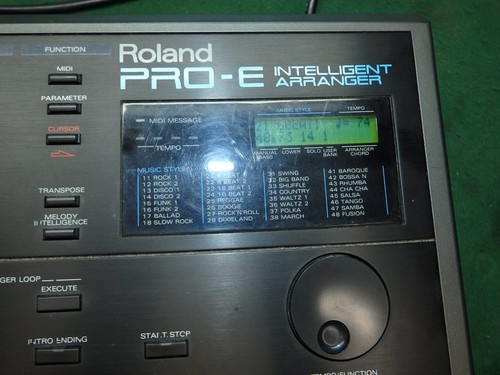 FUNCTION
MIDI
PARAMETER
CURSOR
TRANSPOSE
MELODY
INTELLIGENCE
EXECUTE
Roland
PRO-E INTELLIGENT
ARRANGER
MIDI MESSAGE
TEMPO
MUSIC STYLE TEMPO
74
MANUAL BASS LOWER SOLO USER BANK ARRANGER CHORD
MUSIC STYLE
11 ROCK 1
12 ROCK 2
13 DISCO 1
14 DISCO 2
15 FUNK 1
16 FUNK 2
17 BALLAD
18 SLOW ROCK
BEAT 2
25 REGGAE
26 BOOGIE
27 ROCK'N'ROLL
28 DIXIELAND
31 SWING
32 BIG BAND
33 SHUFFLE
34 COUNTRY
35 WALTZ 1
36 WALTZ 2
37 POLKA
38 MARCH
41 BAROQUE
42 BOSSA N
43 RHUMBA
44 CHA CHA
45 SALSA
46 TANGO
47 SAMBA
48 FUSION
INTRO ENDING
START STOP
TEMPO/FUNCTION